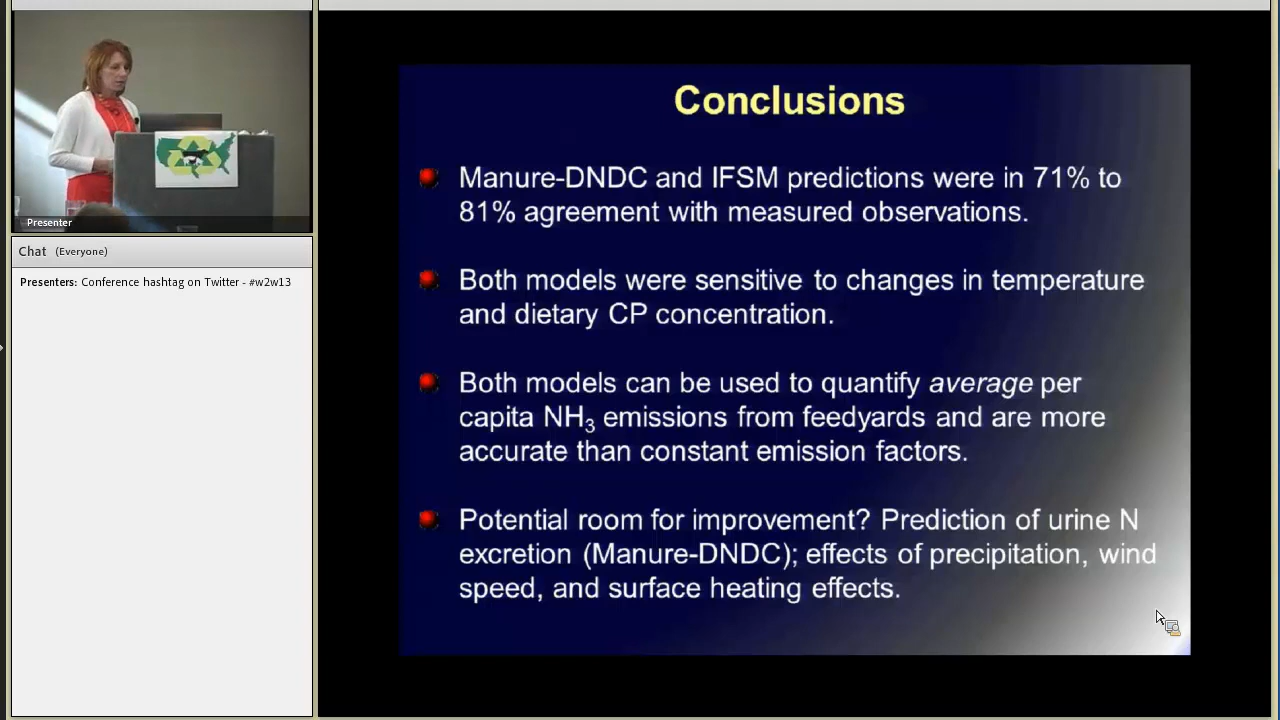 Presenter
Chat (Everyone)
Presenters: Conference hashtag on Twitter - #w2w13
Conclusions
Manure-DNDC and IFSM predictions were in 71% to
81% agreement with measured observations.
Both models were sensitive to changes in temperature
and dietary CP concentration.
Both models can be used to quantify average per
capita NH3 emissions from feedyards and are more
accurate than constant emission factors.
Potential room for improvement? Prediction of urine N
excretion (Manure-DNDC); effects of precipitation, wind
speed, and surface heating effects.